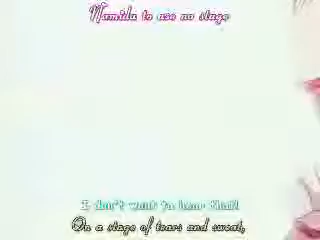 Namida to ase no stage
I don't want to hear that!
On a stage of tears and sweat,